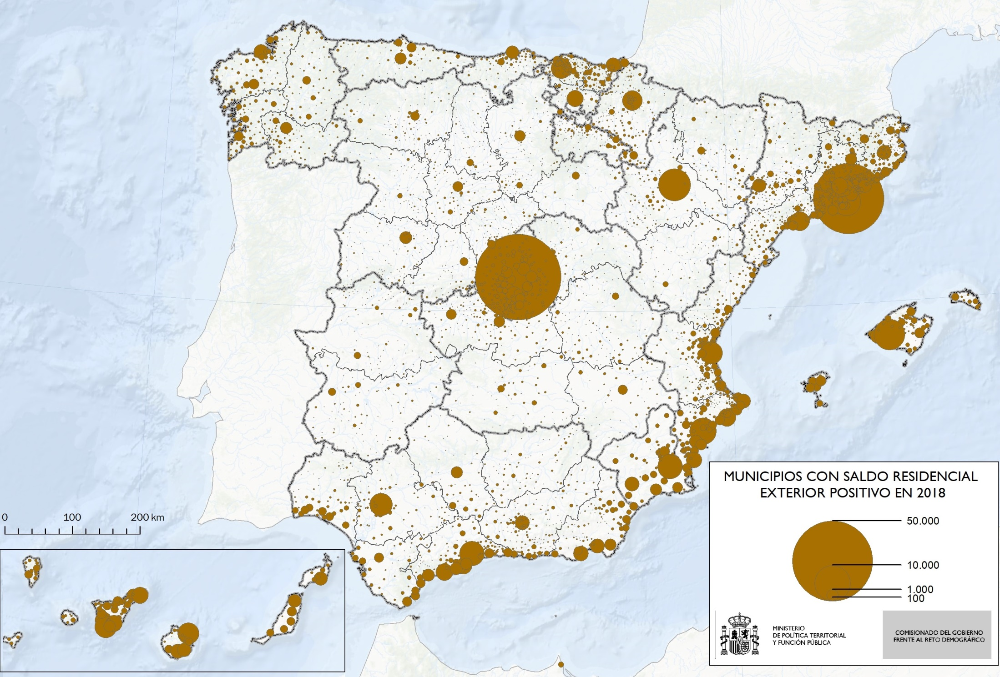 MUNICIPIOS CON SALDO RESIDENCIAL
EXTERIOR POSITIVO EN 2018
50.000
10.000
1.000
100
MINISTERIO
DE POLÍTICA TERRITORIAL
Y FUNCIÓN PÚBLICA
COMISIONADO DEL GOBIERNO
FRENTE AL RETO DEMOGRÁFICO
0 100 200 km